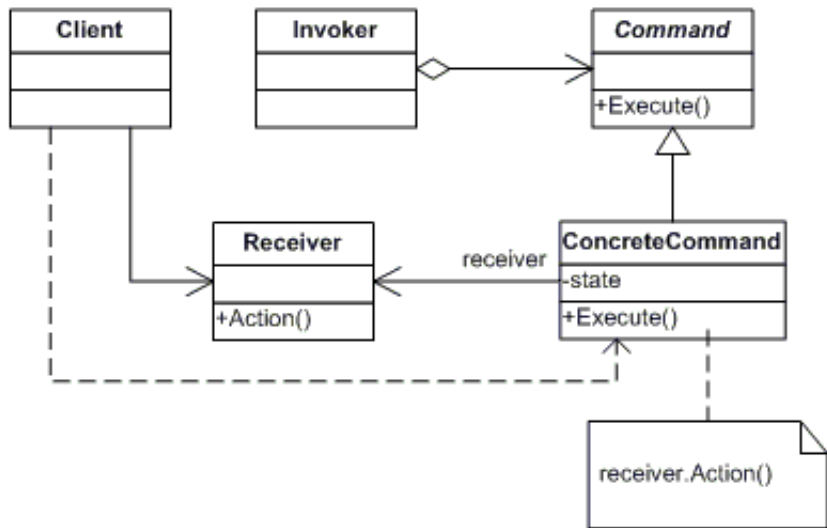 Client
Invoker
Command
+Execute()
Receiver
+Action()
receiver
ConcreteCommand
-state
+Execute()
receiver.Action()